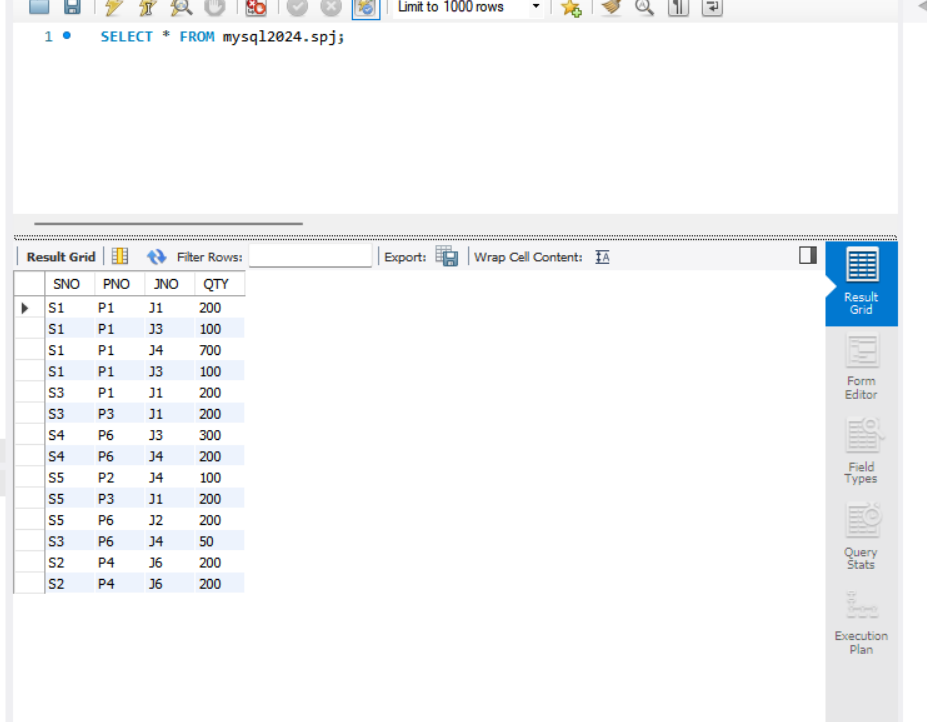 Limit to 1000 rows
1 SELECT * FROM mysql2024.spj;
Result Grid Filter Rows: Export: Wrap Cell Content:
SNO PNO JNO QTY
S1 P1 J1 200
S1 P1 J3 100
S1 P1 J4 700
S1 P1 J3 100
S3 P1 J1 200
S3 P3 J1 200
S4 P6 J3 300
S4 P6 J4 200
S5 P2 J4 100
S5 P3 J1 200
S5 P6 J2 200
S3 P6 J4 50
S2 P4 J6 200
S2 P4 J6 200
Result
Grid
Form
Editor
Field
Types
Query
Stats
Execution
Plan